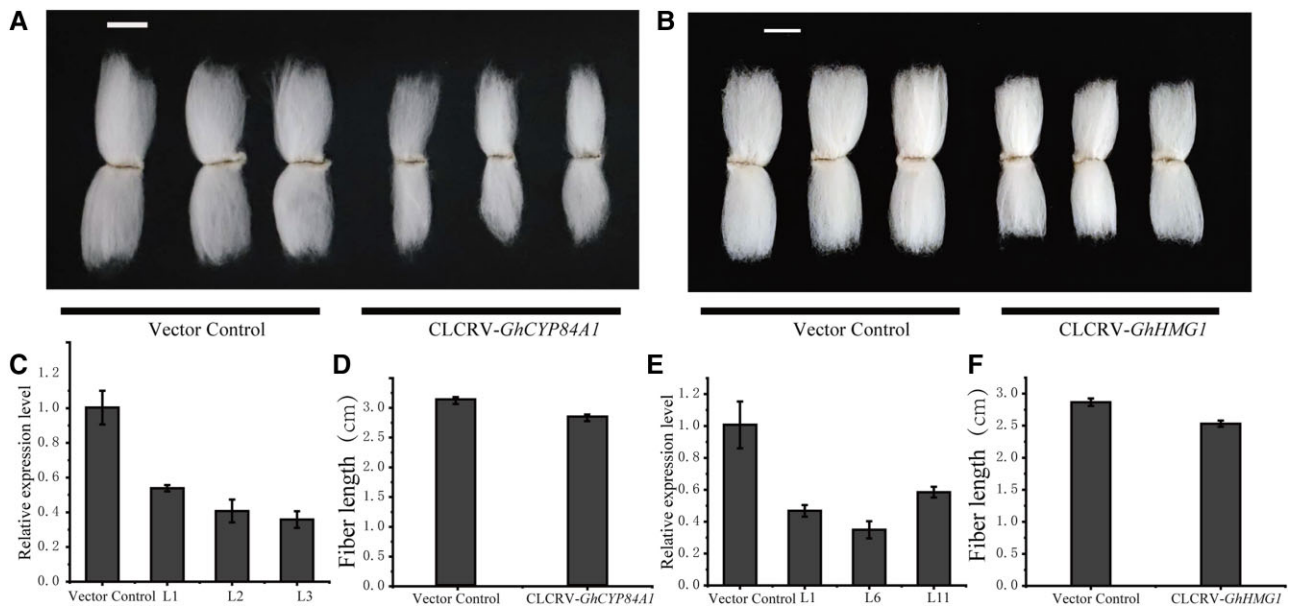 A
B
Vector Control
CLCRV-GhCYP84A1
Vector Control
CLCRV-GhHMG1
C
Relative expression level
1.2
1.0
0.8
0.6
0.4
0.2
0.0
Vector Control L1 L2 L3
D
Fiber length (cm)
3.0
2.5
2.0
1.5
1.0
0.5
0.0
Vector Control CLCRV-GhCYP84A1
E
Relative expression level
1.2
1.0
0.8
0.6
0.4
0.2
0.0
Vector Control L1 L6 L11
F
Fiber length (cm)
3.0
2.5
2.0
1.5
1.0
0.5
0.0
Vector Control CLCRV-GhHMG1